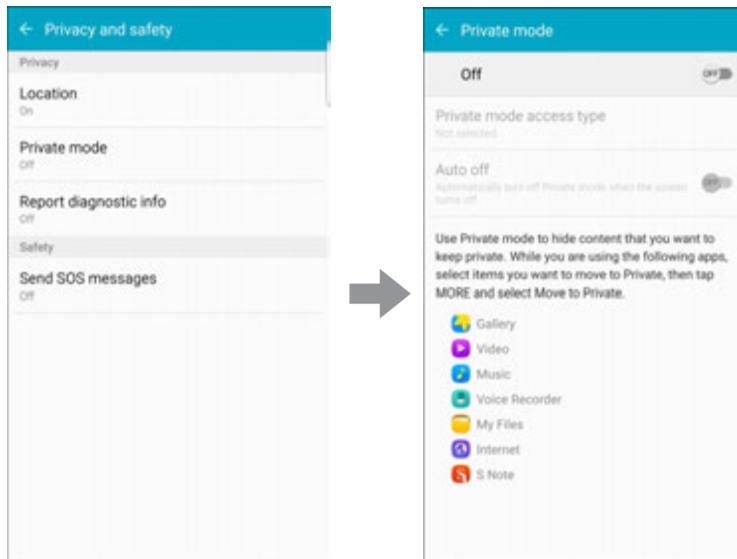 Privacy and safety
Privacy
Location
On
Private mode
Off
Report diagnostic info
Off
Safety
Send SOS messages
Off
Private mode
Off
OFF
Private mode access type
Not selected
Auto off
OFF
Automatically turn off Private mode when the screen
turns off.
Use Private mode to hide content that you want to
keep private. While you are using the following apps,
select items you want to move to Private, then tap
MORE and select Move to Private.
Gallery
Video
Music
Voice Recorder
My Files
Internet
S Note